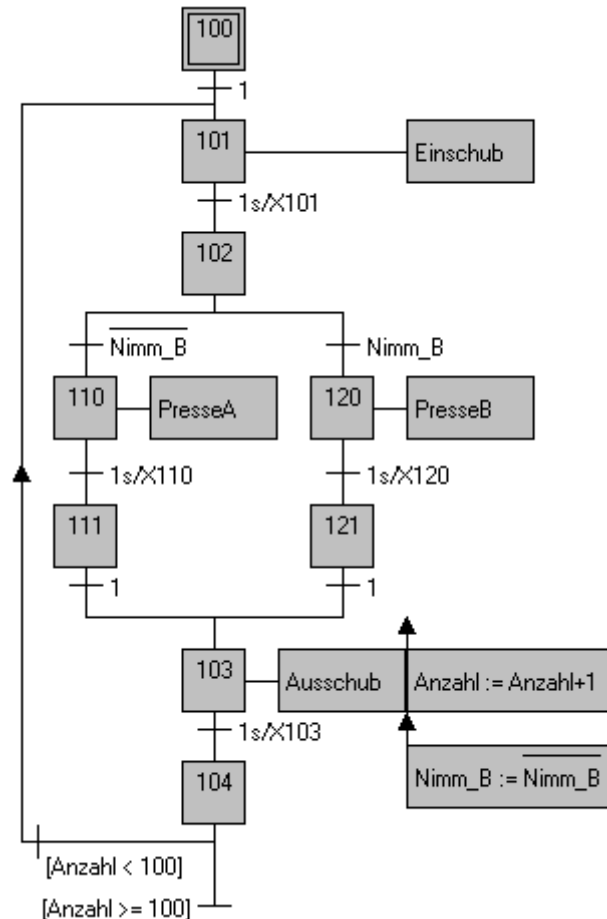 100
1
101
Einschub
1s/X101
102
Nimm_B
Nimm_B
110
PresseA
120
PresseB
1s/X110
1s/X120
111
121
1
1
103
Ausschub
Anzahl := Anzahl+1
1s/X103
Nimm_B := Nimm_B
104
[Anzahl < 100]
[Anzahl >= 100]